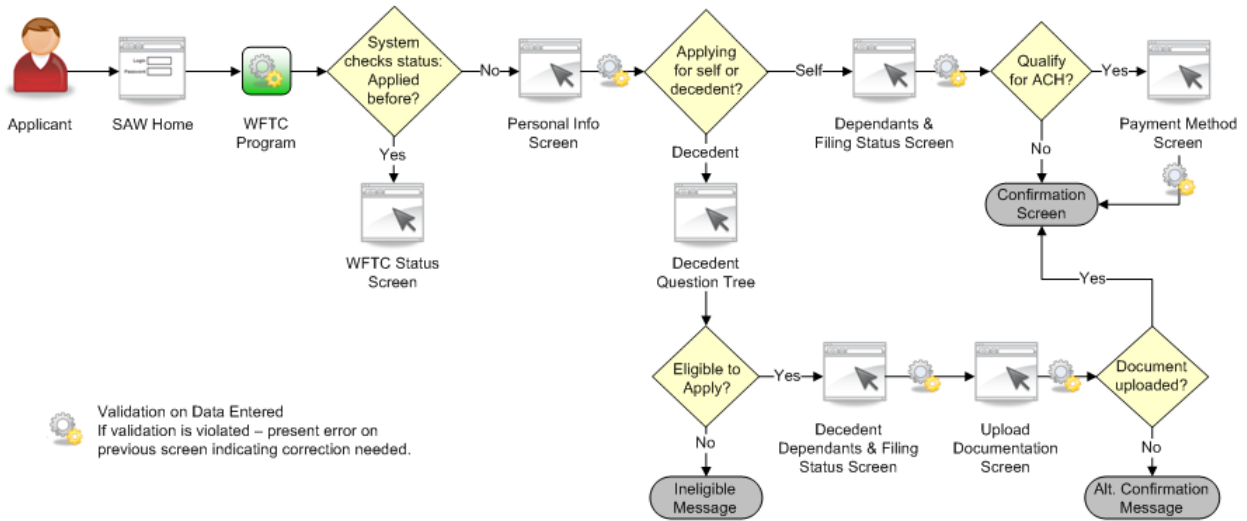 Applicant
Login
Password
SAW Home
WFTC
Program
System
checks status:
Applied
before?
No
Yes
WFTC Status
Screen
Personal Info
Screen
Applying
for self or
decedent?
Self
Decedent
Dependants &
Filing Status Screen
Qualify
for ACH?
Yes
No
Payment Method
Screen
Confirmation
Screen
Decedent
Question Tree
Eligible to
Apply?
Yes
No
Ineligible
Message
Decedent
Dependants & Filing
Status Screen
Upload
Documentation
Screen
Document
uploaded?
Yes
No
Alt. Confirmation
Message
Validation on Data Entered
If validation is violated – present error on
previous screen indicating correction needed.